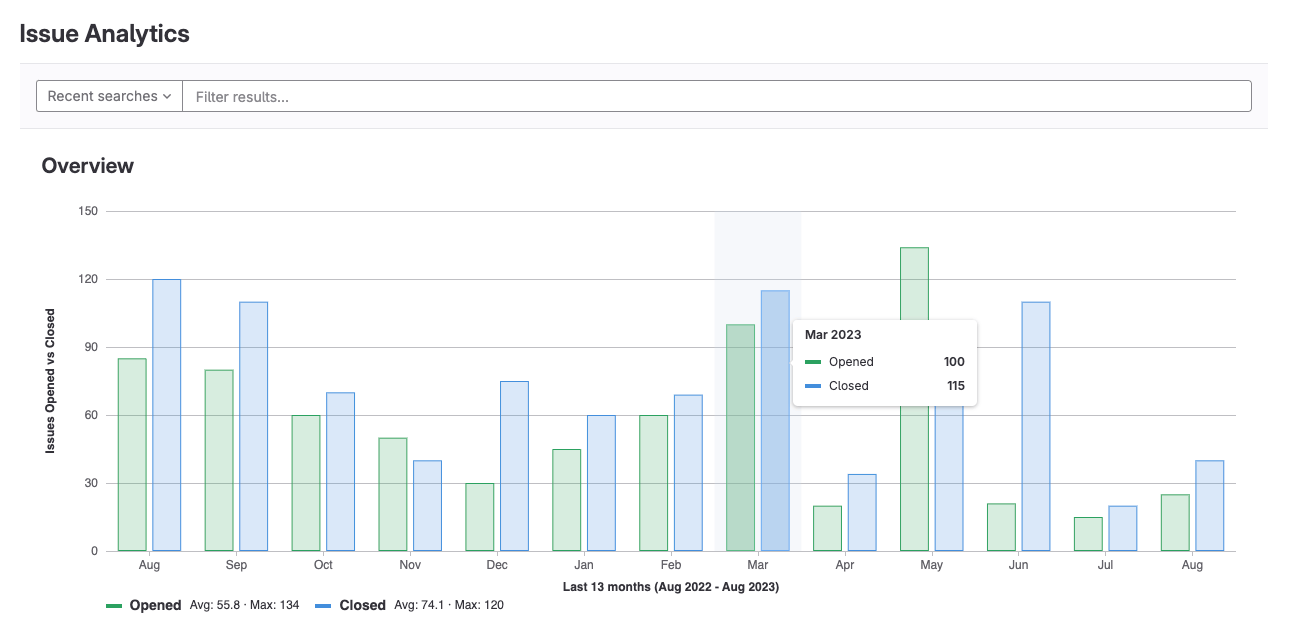 Issue Analytics
Recent searches
Filter results...
Overview
Issues Opened vs Closed
150
120
90
60
30
0
Mar 2023
Opened 100
Closed 115
Aug Sep Oct Nov Dec Jan Feb Mar Apr May Jun Jul Aug
Last 13 months (Aug 2022 - Aug 2023)
Opened Avg: 55.8 · Max: 134 Closed Avg: 74.1 · Max: 120